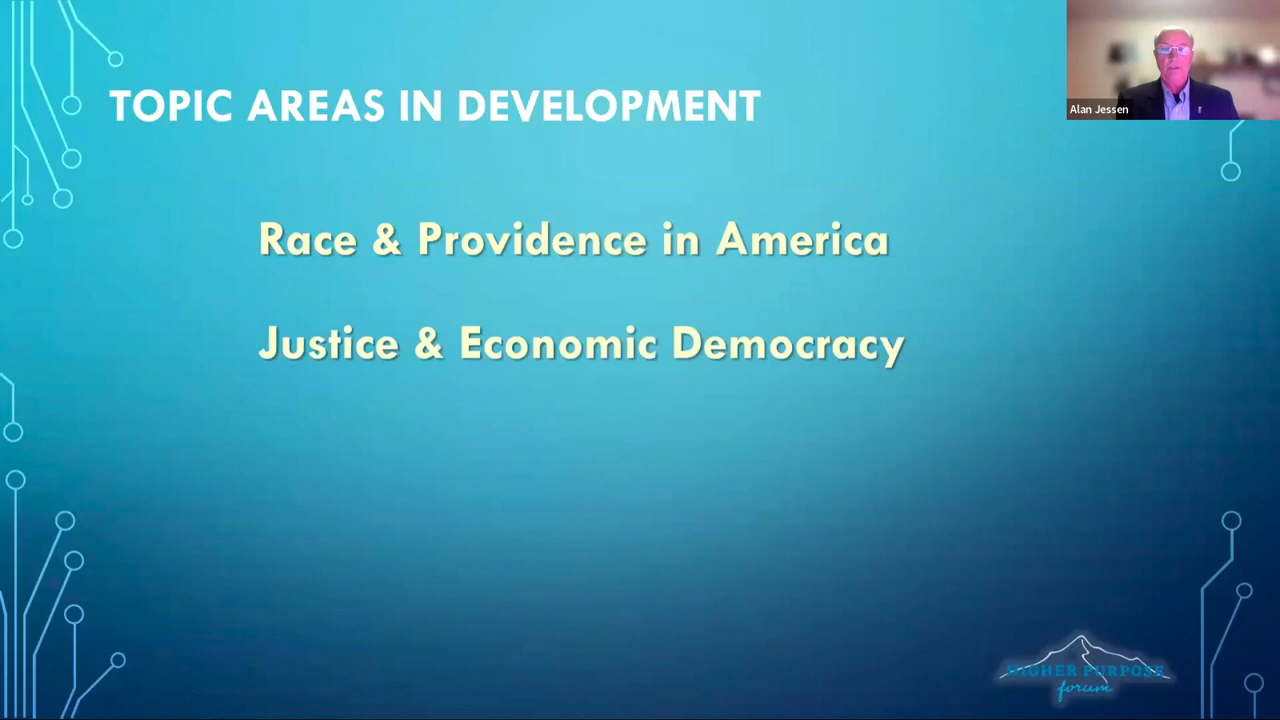 TOPIC AREAS IN DEVELOPMENT
Alan Jessen
Race & Providence in America
Justice & Economic Democracy
HIGHER PURPOSE
forum